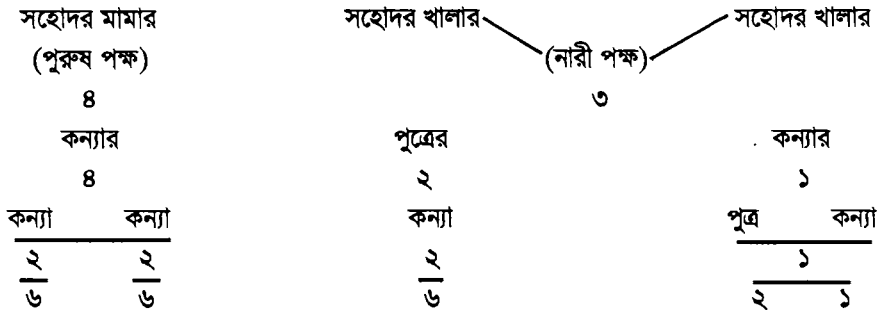 সহোদর মামার সহোদর খালার সহোদর খালার
(পুরুষ পক্ষ) (নারী পক্ষ)
৪ ৩
কন্যার পুত্রের কন্যার
৪ ২ ১
কন্যা কন্যা কন্যা পুত্র কন্যা
২ ২ ২ ১
৬ ৬ ৬ ২ ১